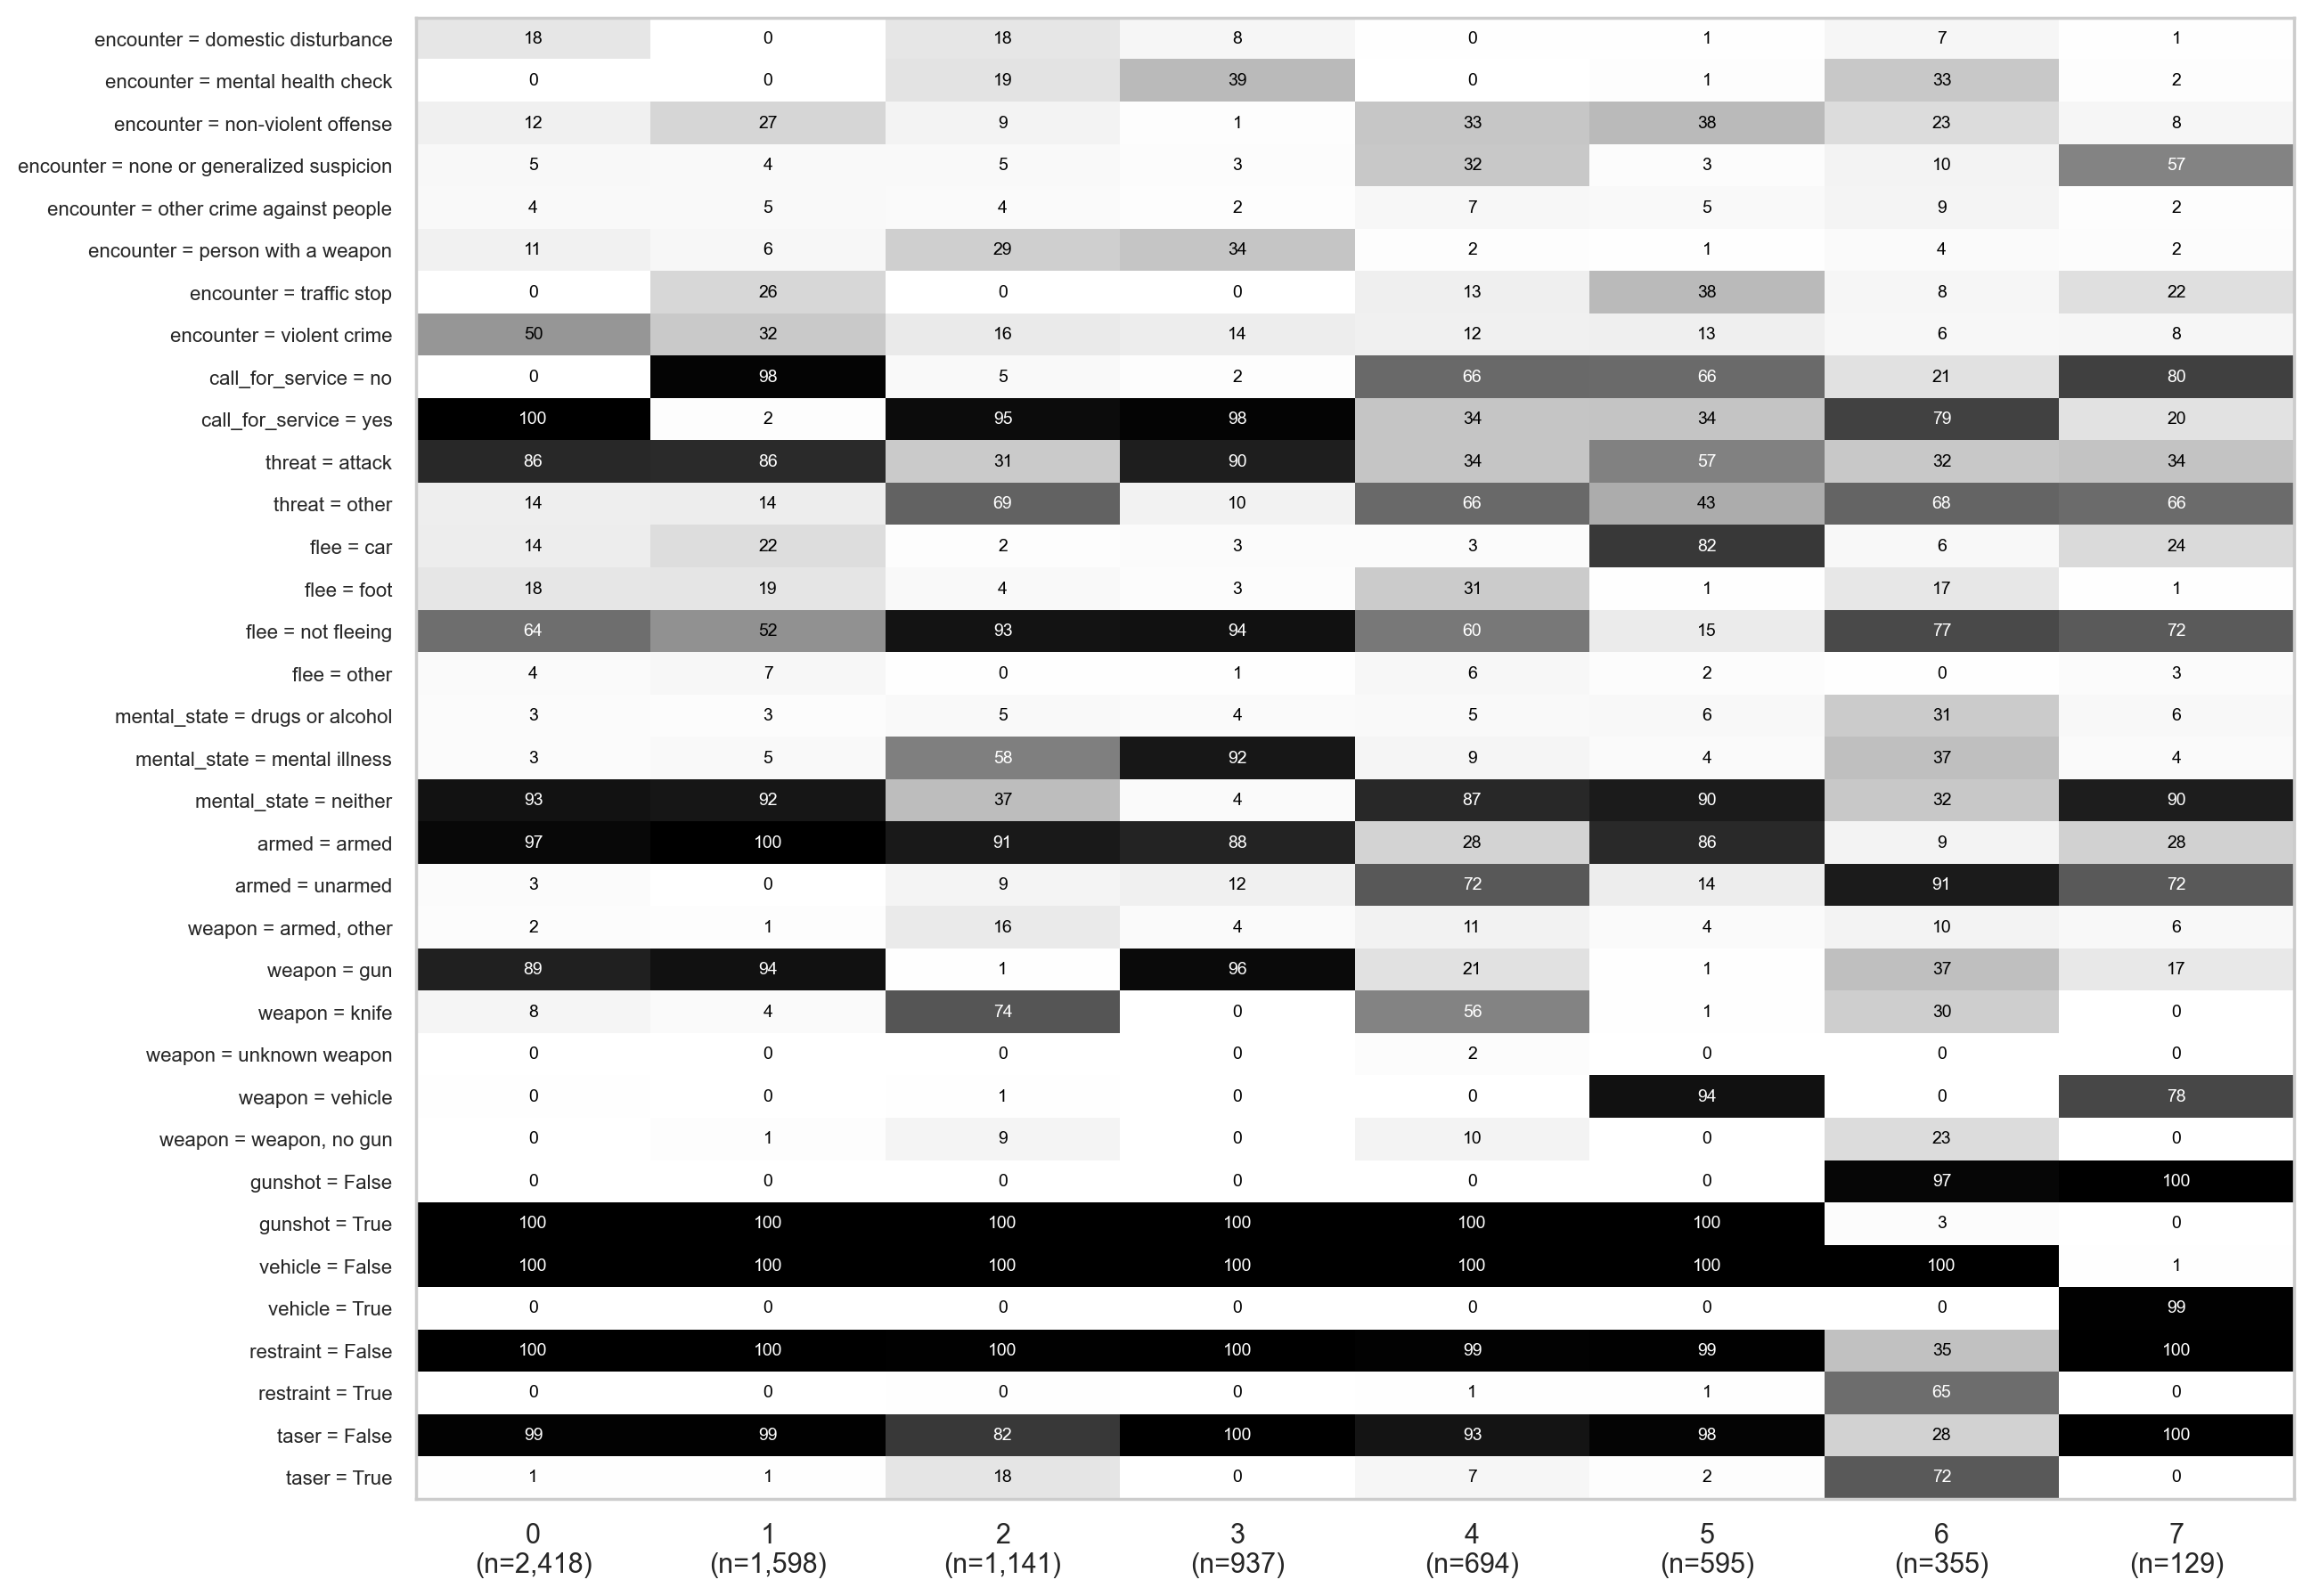 encounter = domestic disturbance 18 0 18 8 0 1 7 1
encounter = mental health check 0 0 19 39 0 1 33 2
encounter = non-violent offense 12 27 9 1 33 38 23 8
encounter = none or generalized suspicion 5 4 5 3 32 3 10 57
encounter = other crime against people 4 5 4 2 7 5 9 2
encounter = person with a weapon 11 6 29 34 2 1 4 2
encounter = traffic stop 0 26 0 0 13 38 8 22
encounter = violent crime 50 32 16 14 12 13 6 8
call_for_service = no 0 98 5 2 66 66 21 80
call_for_service = yes 100 2 95 98 34 34 79 20
threat = attack 86 86 31 90 34 57 32 34
threat = other 14 14 69 10 66 43 68 66
flee = car 14 22 2 3 3 82 6 24
flee = foot 18 19 4 3 31 1 17 1
flee = not fleeing 64 52 93 94 60 15 77 72
flee = other 4 7 0 1 6 2 0 3
mental_state = drugs or alcohol 3 3 5 4 5 6 31 6
mental_state = mental illness 3 5 58 92 9 4 37 4
mental_state = neither 93 92 37 4 87 90 32 90
armed = armed 97 100 91 88 28 86 9 28
armed = unarmed 3 0 9 12 72 14 91 72
weapon = armed, other 2 1 16 4 11 4 10 6
weapon = gun 89 94 1 96 21 1 37 17
weapon = knife 8 4 74 0 56 1 30 0
weapon = unknown weapon 0 0 0 0 2 0 0 0
weapon = vehicle 0 0 1 0 0 94 0 78
weapon = weapon, no gun 0 1 9 0 10 0 23 0
gunshot = False 0 0 0 0 0 0 97 100
gunshot = True 100 100 100 100 100 100 3 0
vehicle = False 100 100 100 100 100 100 100 1
vehicle = True 0 0 0 0 0 0 0 99
restraint = False 100 100 100 100 99 99 35 100
restraint = True 0 0 0 0 1 1 65 0
taser = False 99 99 82 100 93 98 28 100
taser = True 1 1 18 0 7 2 72 0
0 1 2 3 4 5 6 7
(n=2,418) (n=1,598) (n=1,141) (n=937) (n=694) (n=595) (n=355) (n=129)